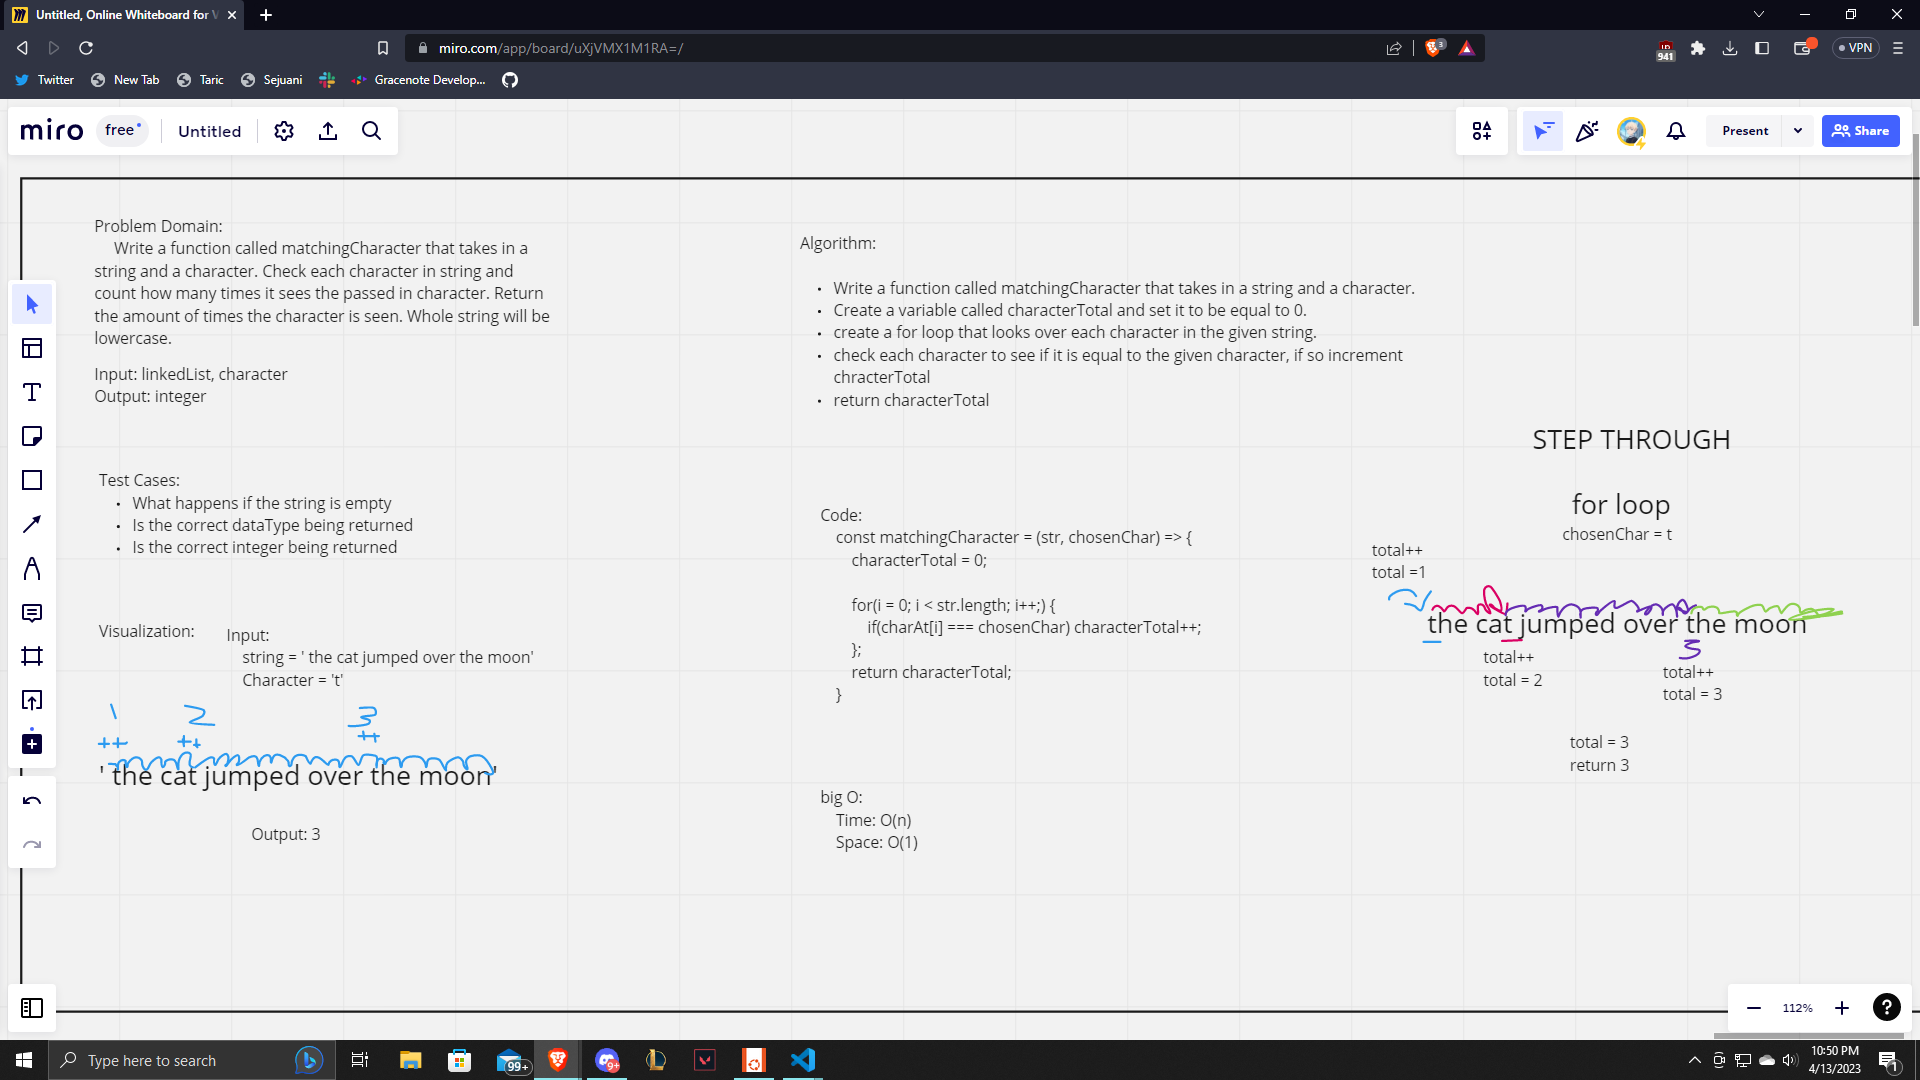 Untitled, Online Whiteboard for V
miro.com/app/board/uXjVMX1M1RA=/
3
941
VPN
Twitter
New Tab
Taric
Sejuani
Gracenote Develop...
miro
free
Untitled
Present
Share
Problem Domain:
Write a function called matchingCharacter that takes in a
string and a character. Check each character in string and
count how many times it sees the passed in character. Return
the amount of times the character is seen. Whole string will be
lowercase.
Input: linkedList, character
Output: integer
Test Cases:
• What happens if the string is empty
• Is the correct dataType being returned
• Is the correct integer being returned
Visualization:
Input:
string = ' the cat jumped over the moon'
Character = 't'
1 2 3
++ ++ ++
' the cat jumped over the moon'
Output: 3
Algorithm:
• Write a function called matchingCharacter that takes in a string and a character.
• Create a variable called characterTotal and set it to be equal to 0.
• create a for loop that looks over each character in the given string.
• check each character to see if it is equal to the given character, if so increment
chracterTotal
• return characterTotal
Code:
const matchingCharacter = (str, chosenChar) => {
characterTotal = 0;
for(i = 0; i < str.length; i++;) {
if(charAt[i] === chosenChar) characterTotal++;
};
return characterTotal;
}
big O:
Time: O(n)
Space: O(1)
STEP THROUGH
for loop
chosenChar = t
total++
total =1
the cat jumped over the moon
total++
total = 2
3
total++
total = 3
total = 3
return 3
112%
?
Type here to search
99+
9+
10:50 PM
4/13/2023
1